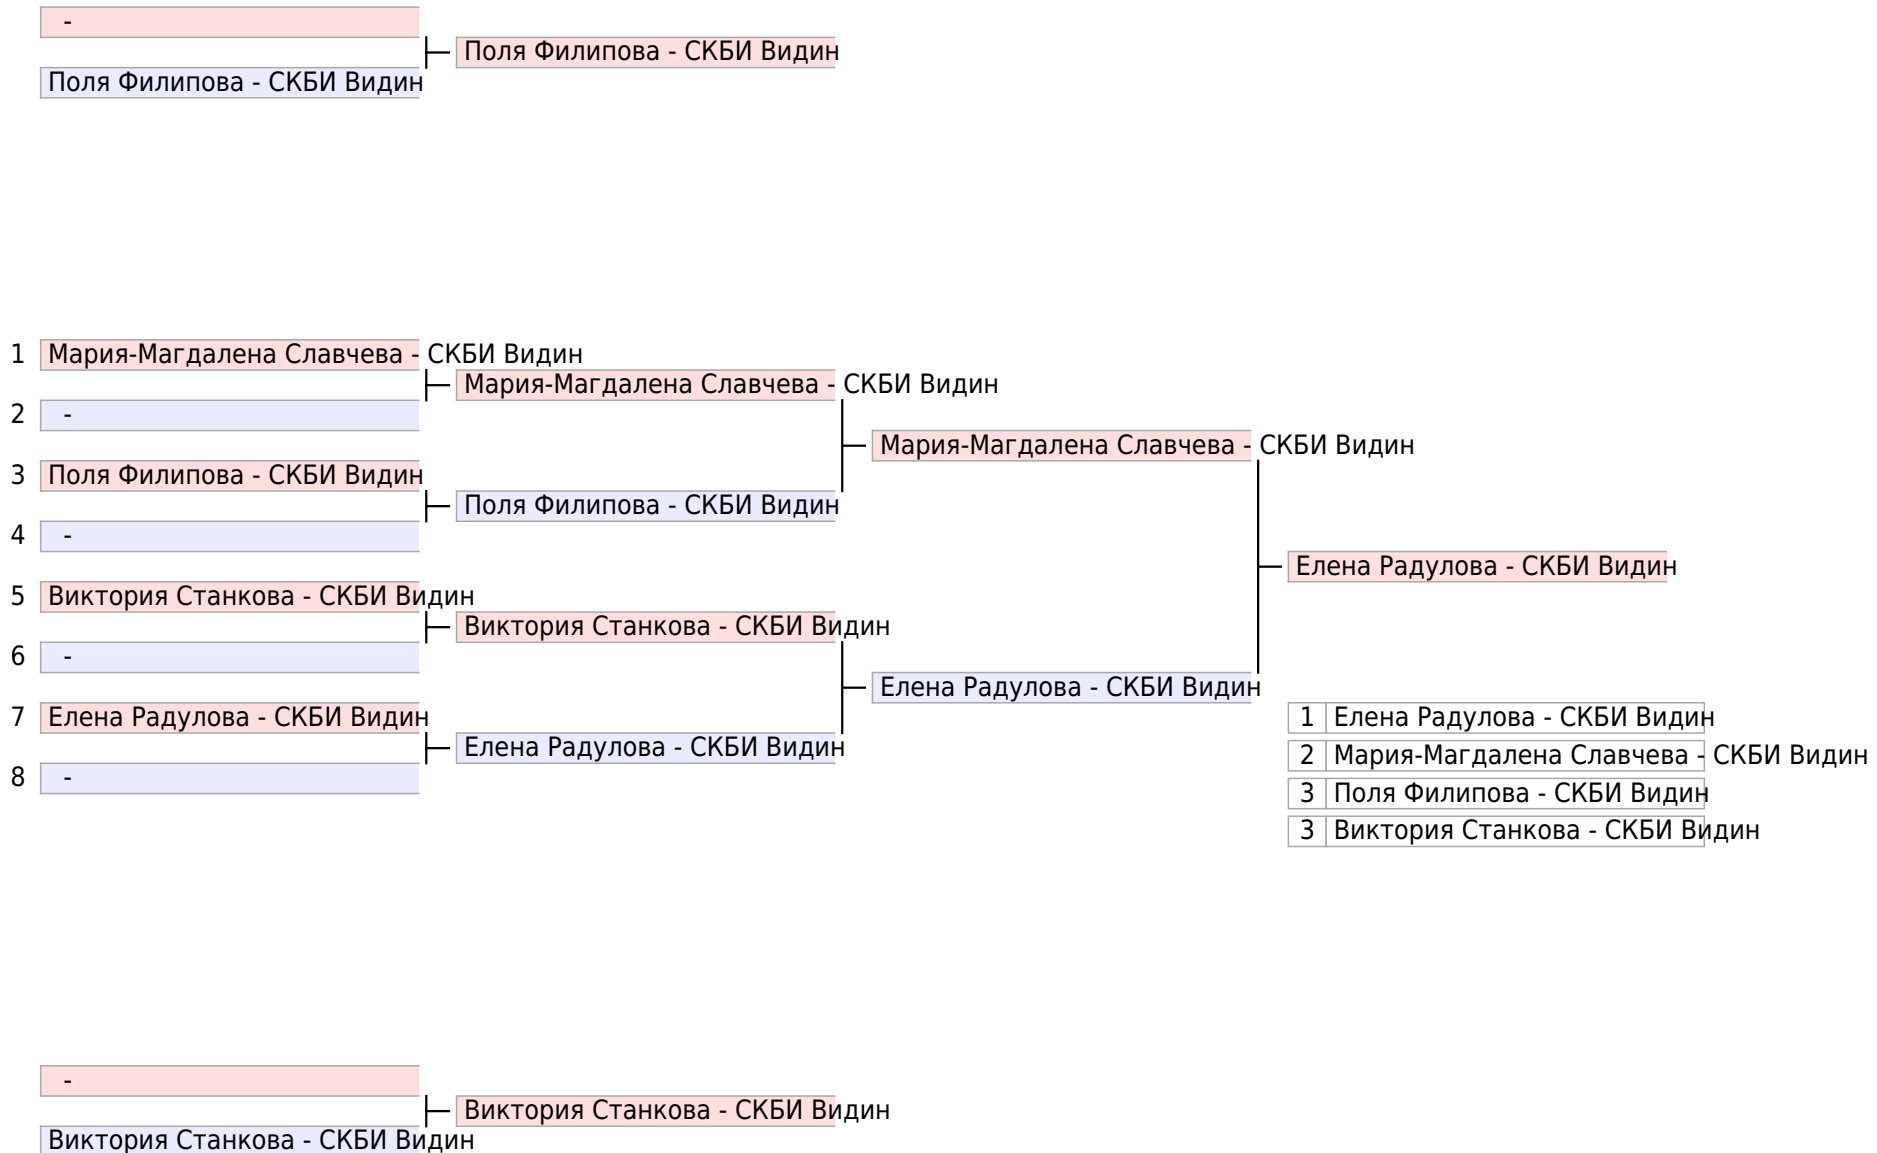 -
Поля Филипова - СКБИ Видин
Поля Филипова - СКБИ Видин
1 Мария-Магдалена Славчева - СКБИ Видин
Мария-Магдалена Славчева - СКБИ Видин
2 -
Мария-Магдалена Славчева - СКБИ Видин
3 Поля Филипова - СКБИ Видин
Поля Филипова - СКБИ Видин
4 -
Елена Радулова - СКБИ Видин
5 Виктория Станкова - СКБИ Видин
Виктория Станкова - СКБИ Видин
6 -
Елена Радулова - СКБИ Видин
7 Елена Радулова - СКБИ Видин
1 Елена Радулова - СКБИ Видин
Елена Радулова - СКБИ Видин
2 Мария-Магдалена Славчева - СКБИ Видин
8 -
3 Поля Филипова - СКБИ Видин
3 Виктория Станкова - СКБИ Видин
-
Виктория Станкова - СКБИ Видин
Виктория Станкова - СКБИ Видин